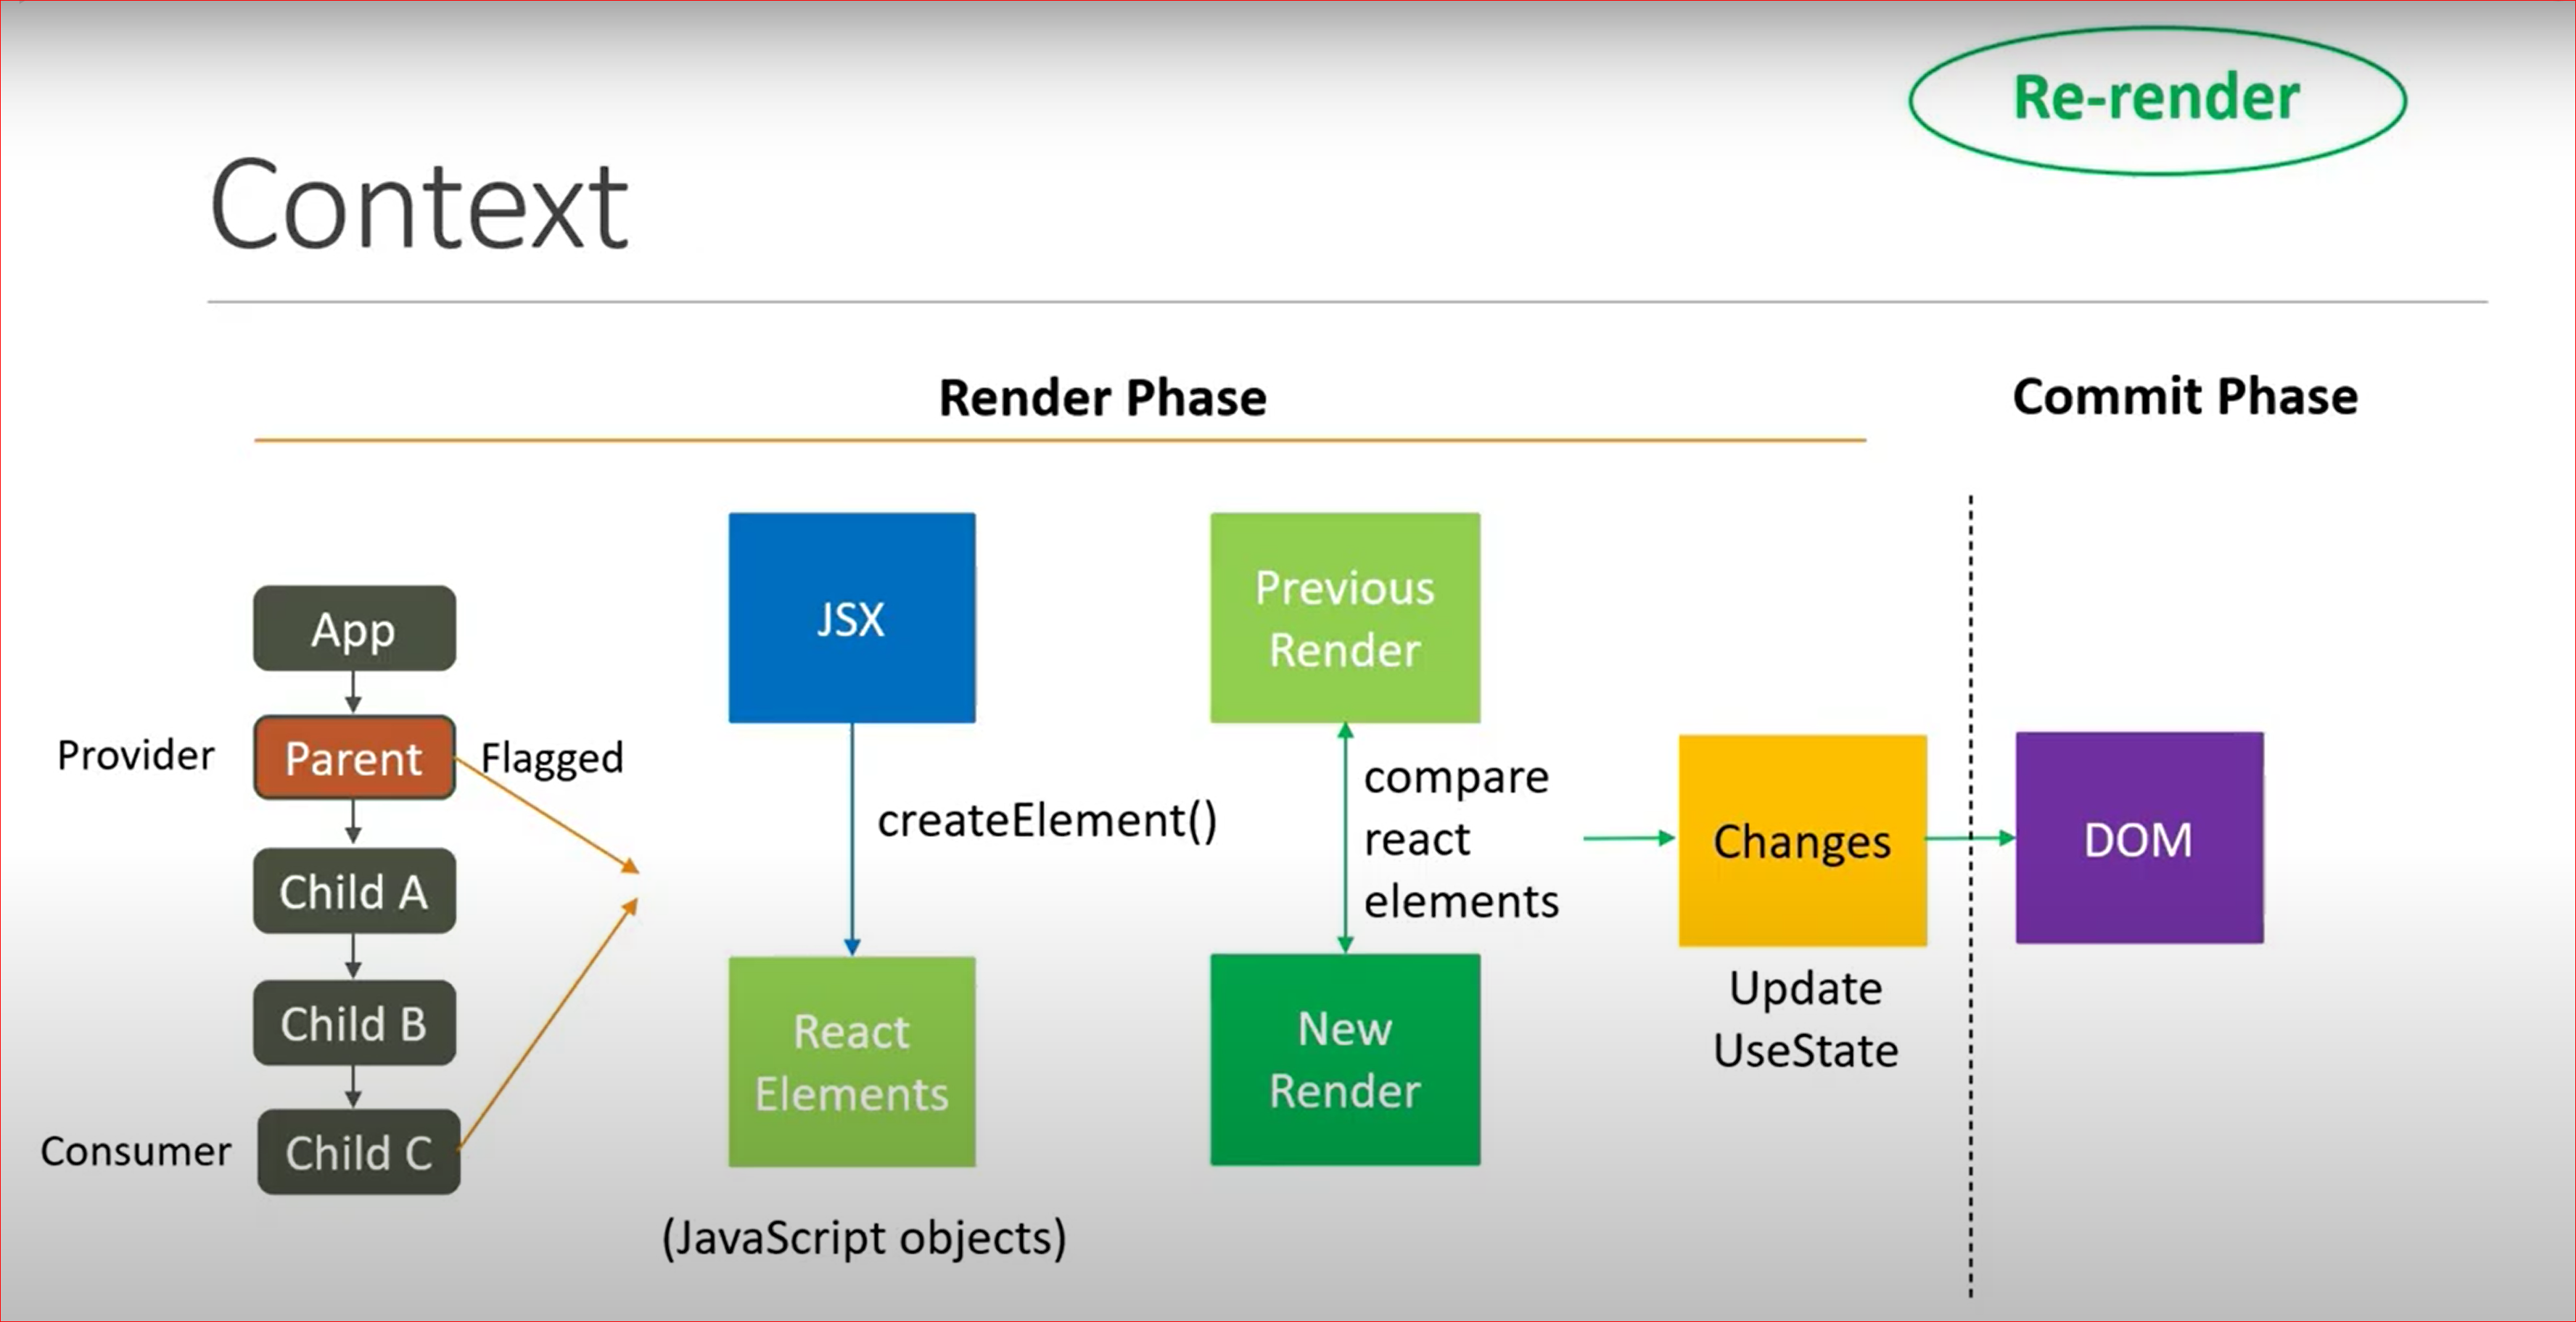 Re-render
Context
Render Phase
Commit Phase
App
Provider
Parent
Flagged
Child A
Child B
Consumer
Child C
JSX
createElement()
React
Elements
(JavaScript objects)
Previous
Render
compare
react
elements
New
Render
Changes
Update
UseState
DOM